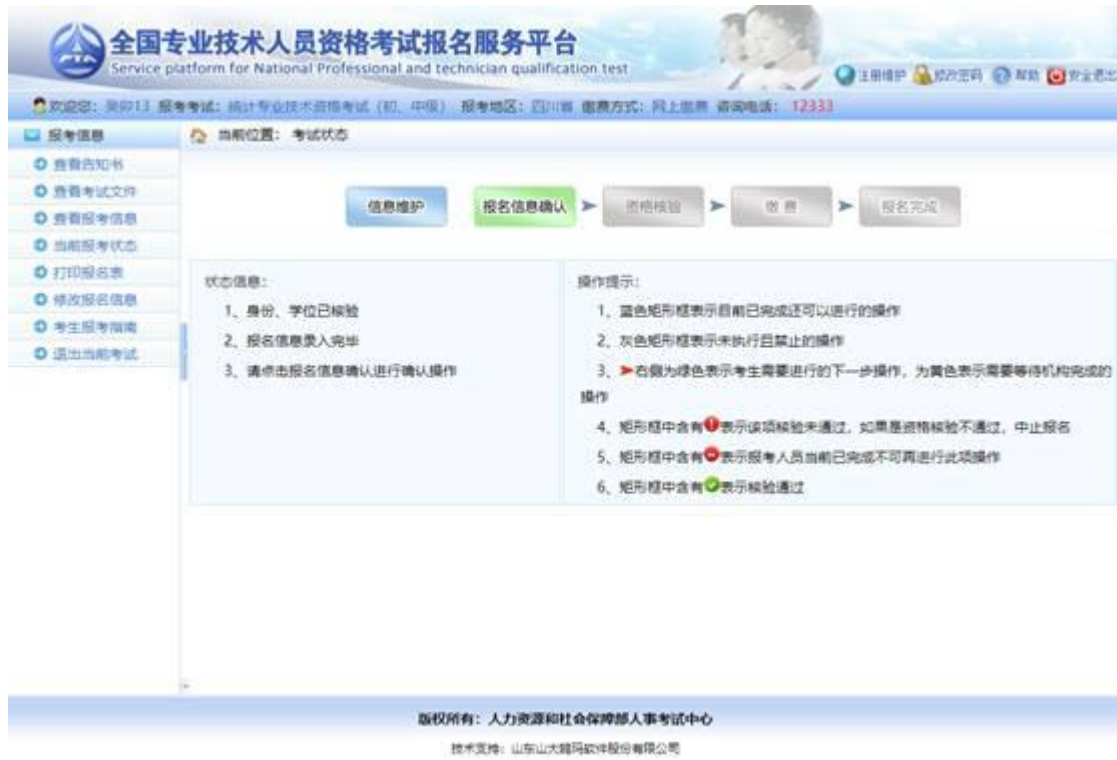 全国专业技术人员资格考试报名服务平台
Service platform for National Professional and technician qualification test
注册维护 修改密码 帮助 安全退出
欢迎您: 13 报考考试: 统计专业技术资格考试 (初、中级) 报考地区: 四川省 缴费方式: 网上缴费 咨询电话: 12333
报考信息
当前位置: 考试状态
查看告知书
查看考试文件
查看报考信息
当前报考状态
打印报名表
修改报名信息
考生报考指南
退出当前考试
信息维护 报名信息确认 资格核验 缴 费 报名完成
状态信息:
1、身份、学位已核验
2、报名信息录入完毕
3、请点击报名信息确认进行确认操作
操作提示:
1、蓝色矩形框表示目前已完成还可以进行的操作
2、灰色矩形框表示未执行且禁止的操作
3、右侧为绿色表示考生需要进行的下一步操作，为黄色表示需要等待机构完成的
操作
4、矩形框中含有表示该项核验未通过，如果是资格核验不通过，中止报名
5、矩形框中含有表示报考人员当前已完成不可再进行此项操作
6、矩形框中含有表示核验通过
版权所有: 人力资源和社会保障部人事考试中心
技术支持: 山东山大鸥玛软件股份有限公司